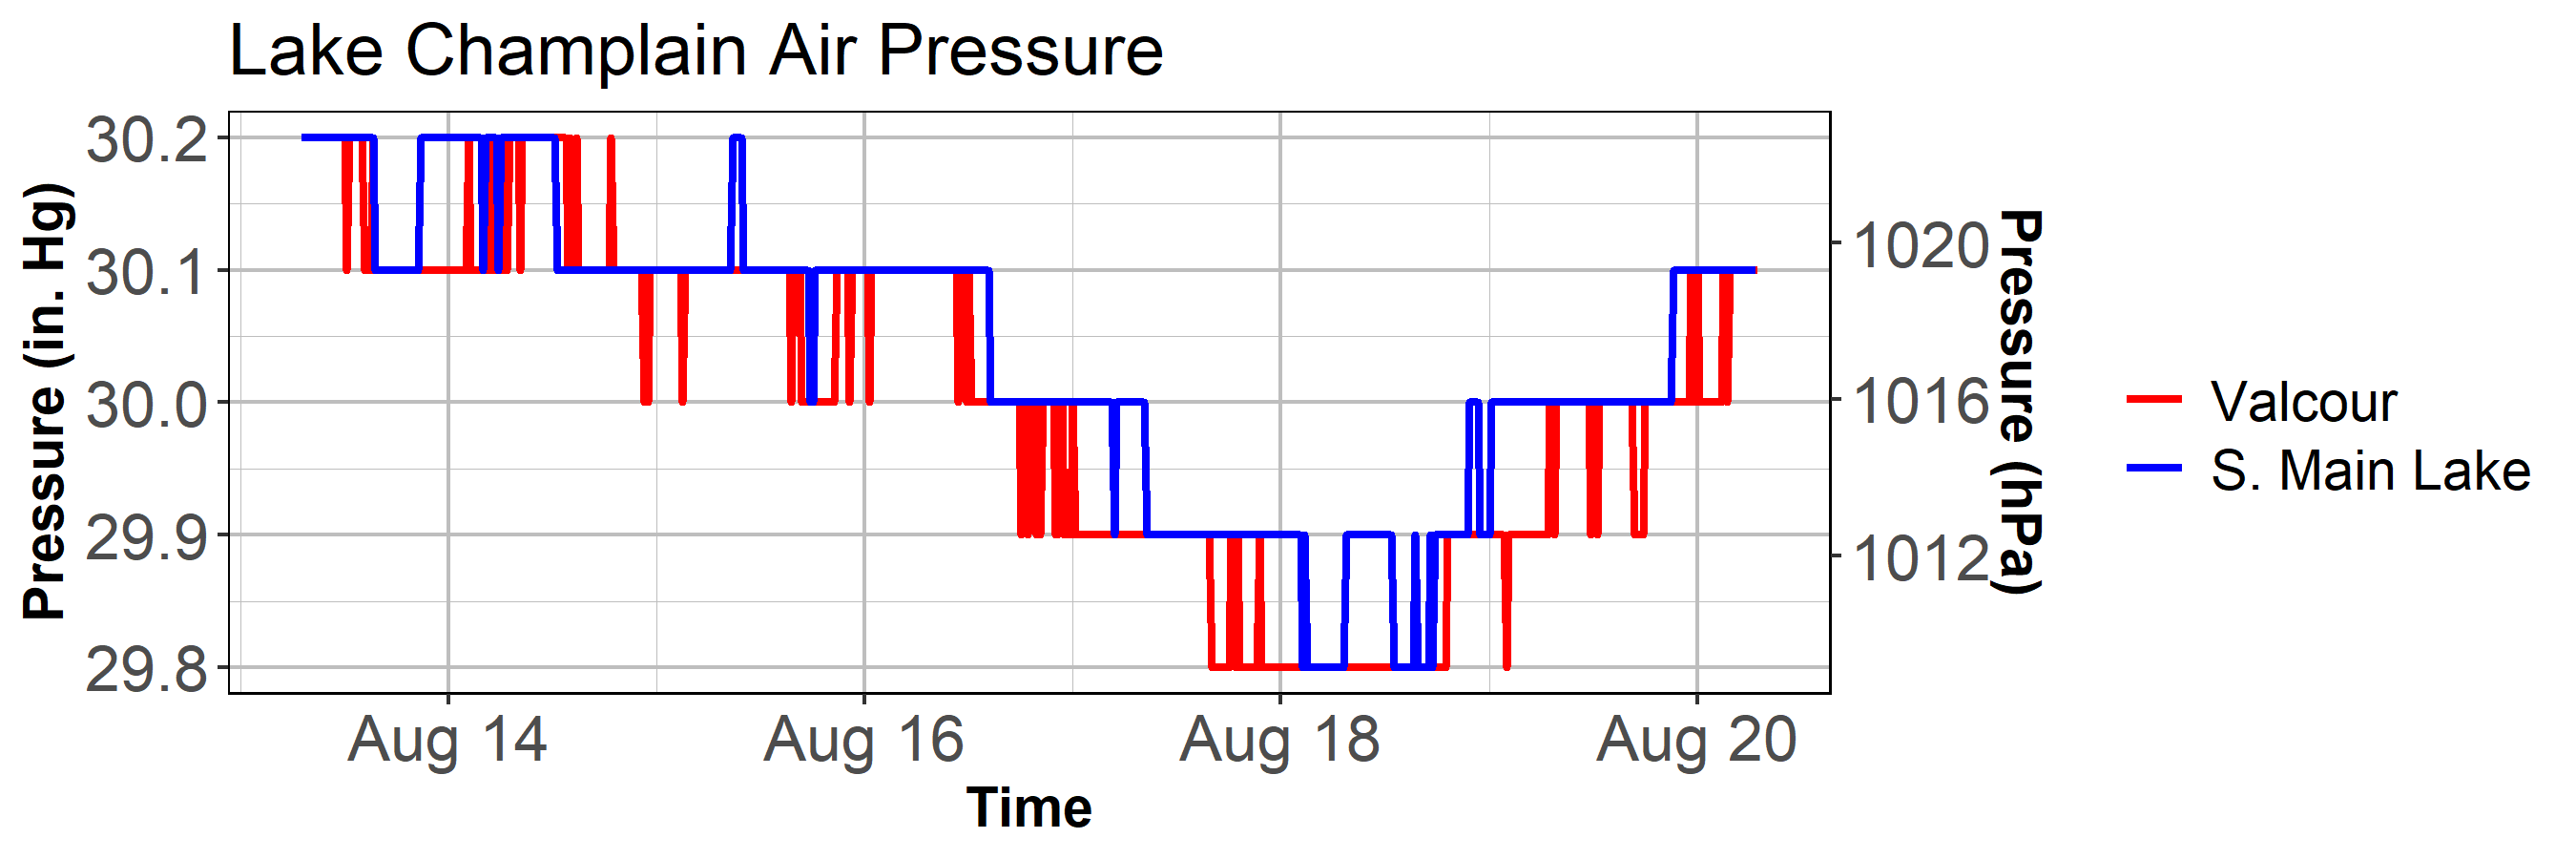 Lake Champlain Air Pressure
Pressure (in. Hg)
30.2
30.1
30.0
29.9
29.8
Aug 14
Aug 16
Aug 18
Aug 20
Time
1020
1016
1012
Pressure (hPa)
Valcour
S. Main Lake